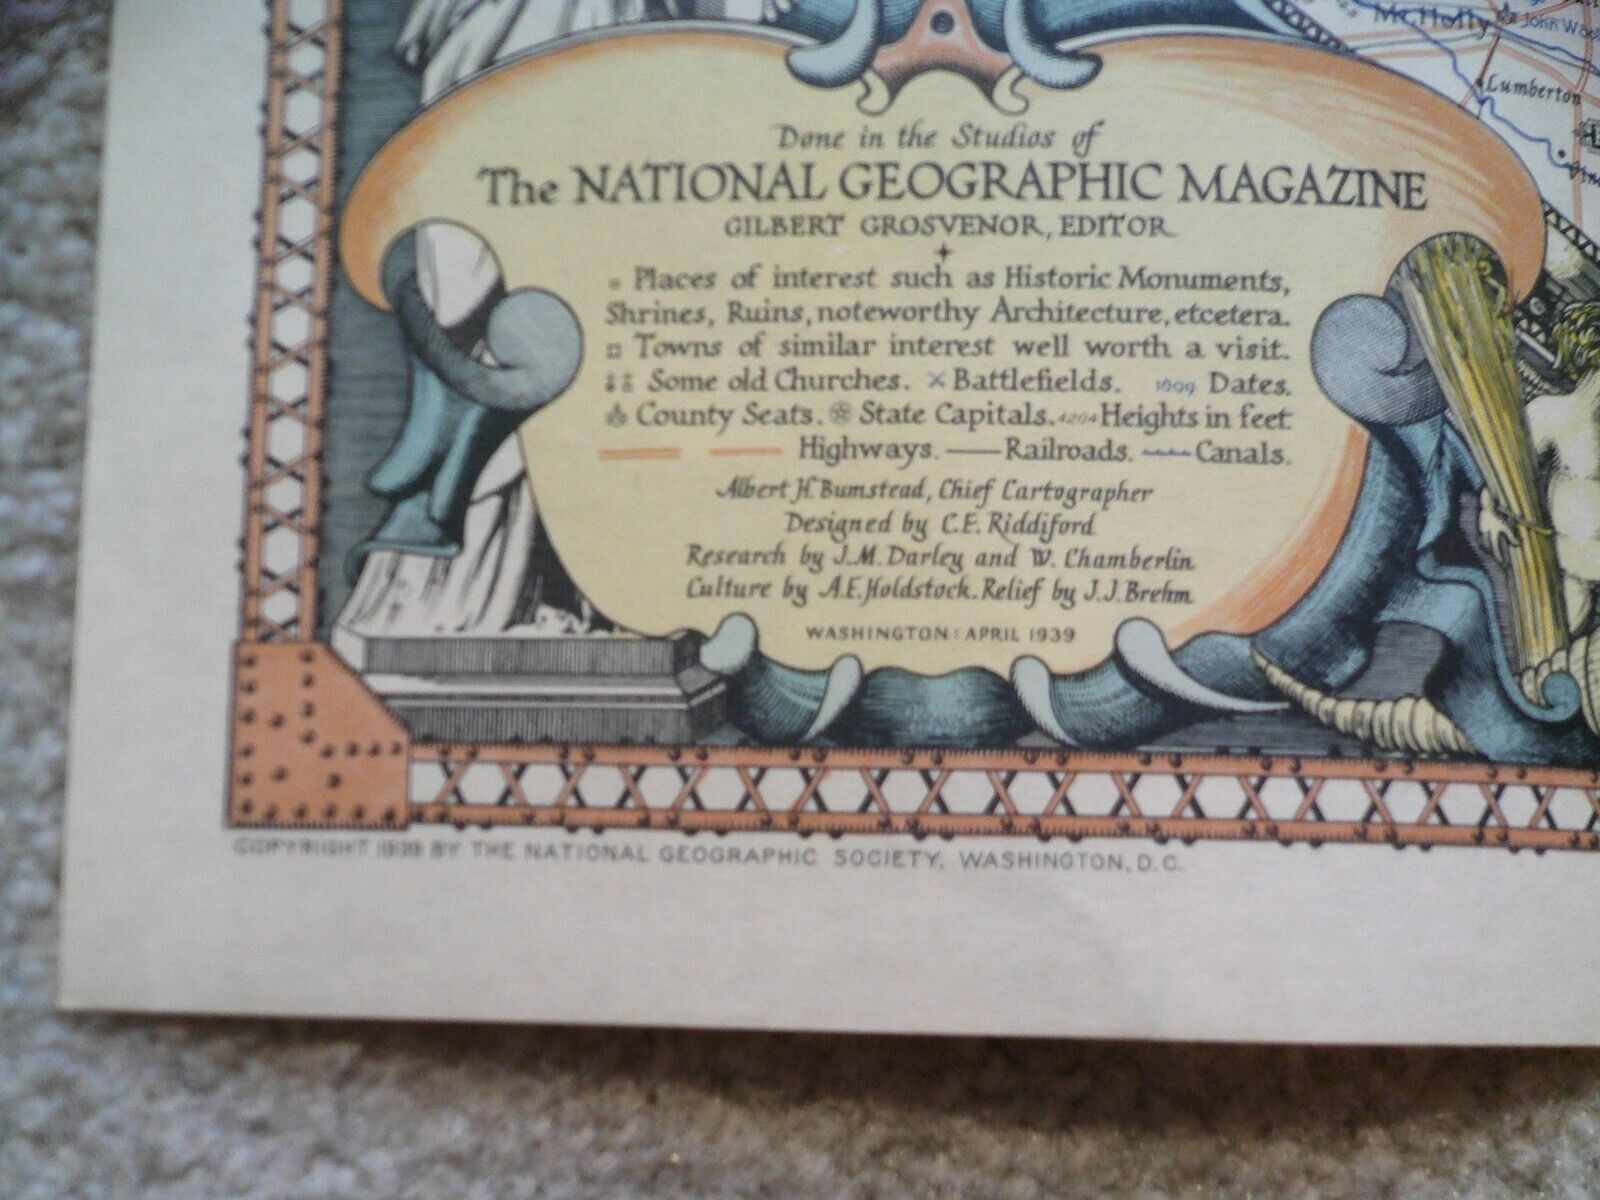 Mt. Holly
John Wool
Lumberton
Done in the Studios of
The NATIONAL GEOGRAPHIC MAGAZINE
GILBERT GROSVENOR, EDITOR
Places of interest such as Historic Monuments,
Shrines, Ruins, noteworthy Architecture, etcetera.
Towns of similar interest well worth a visit.
Some old Churches. Battlefields. 1609 Dates.
County Seats. State Capitals. 4204 Heights in feet
Highways. Railroads. Canals.
Albert H. Bumstead, Chief Cartographer
Designed by C.E. Riddiford
Research by J.M. Darley and W. Chamberlin
Culture by A.E. Holdstock. Relief by J.J. Brehm
WASHINGTON: APRIL 1939
COPYRIGHT 1939 BY THE NATIONAL GEOGRAPHIC SOCIETY, WASHINGTON, D.C.